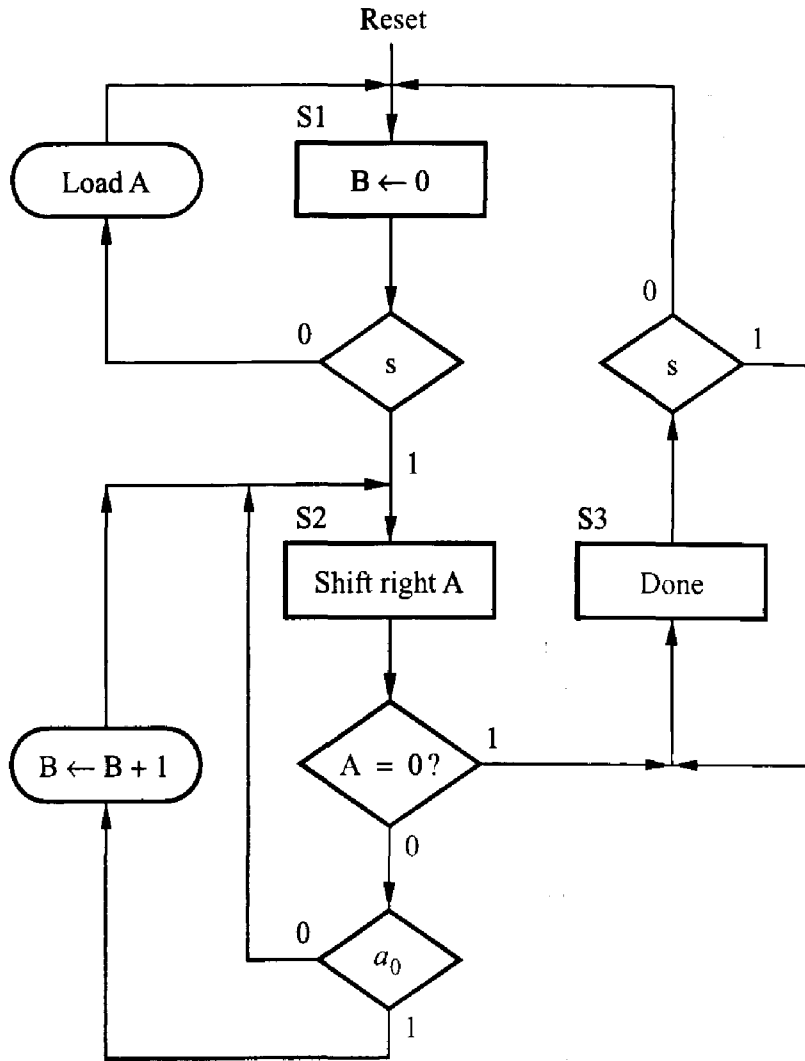 Reset
S1
Load A
B ← 0
0
0
1
s
s
1
S2
S3
Shift right A
Done
B ← B + 1
A = 0?
1
0
0
a₀
1